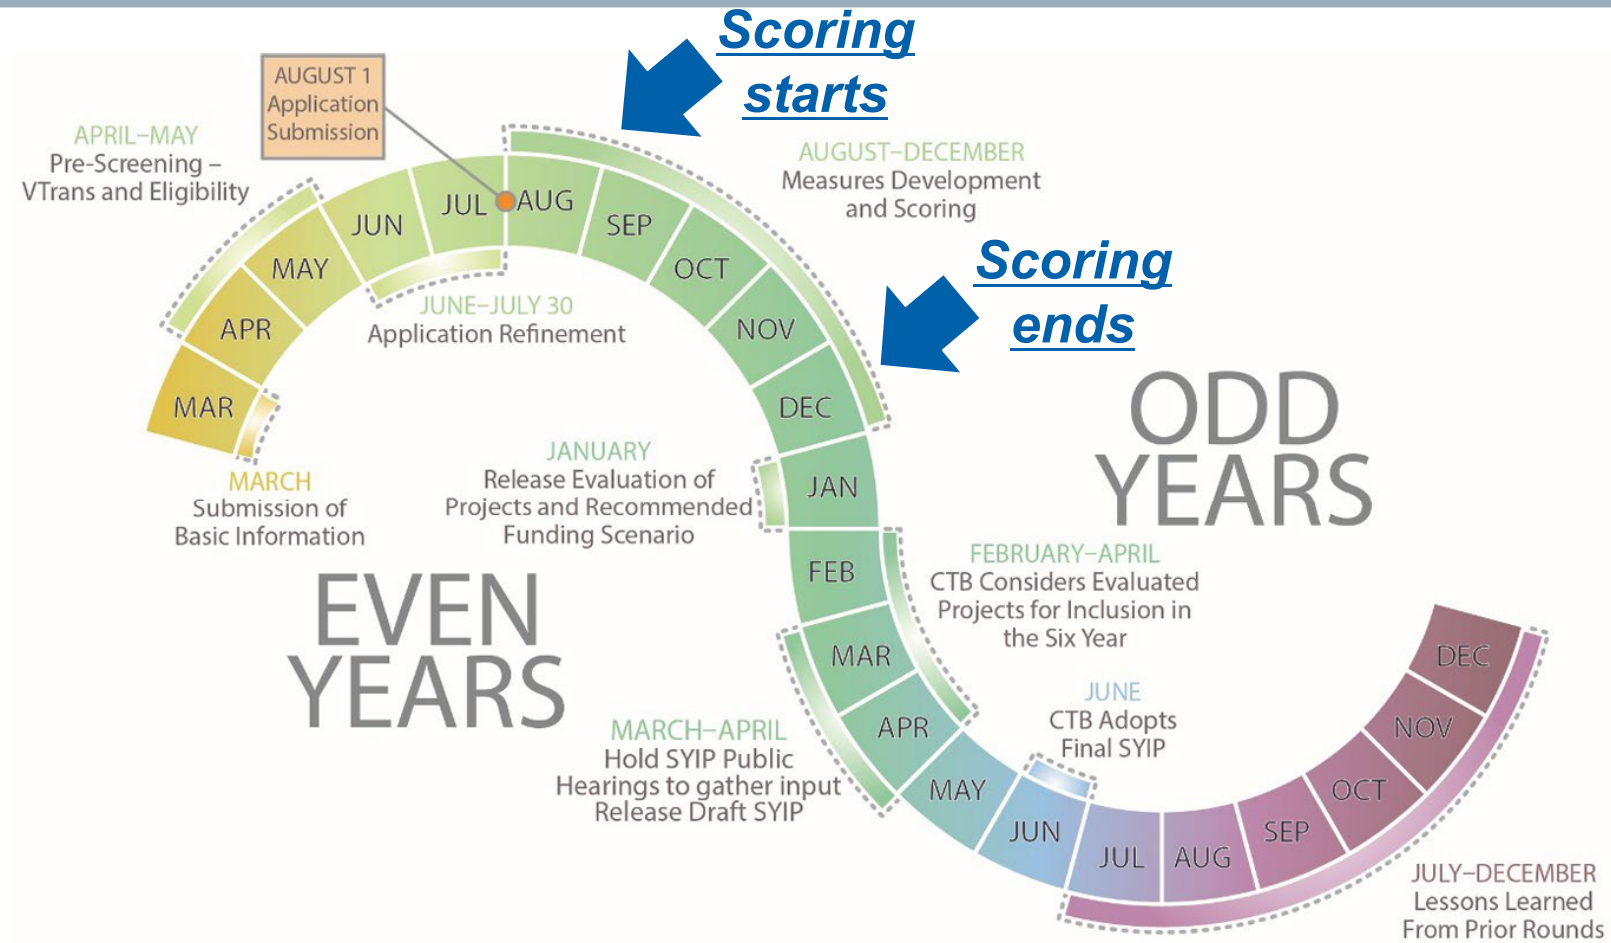 Scoring
starts
AUGUST 1
Application
Submission
APRIL–MAY
Pre-Screening –
VTrans and Eligibility
AUGUST–DECEMBER
Measures Development
and Scoring
MAR
APR
MAY
JUN
JUL
AUG
SEP
OCT
NOV
DEC
JUNE–JULY 30
Application Refinement
Scoring
ends
MARCH
Submission of
Basic Information
JANUARY
Release Evaluation of
Projects and Recommended
Funding Scenario
EVEN
YEARS
ODD
YEARS
JAN
FEB
MAR
APR
MAY
JUN
JUL
AUG
SEP
OCT
NOV
DEC
FEBRUARY–APRIL
CTB Considers Evaluated
Projects for Inclusion in
the Six Year
MARCH–APRIL
Hold SYIP Public
Hearings to gather input
Release Draft SYIP
JUNE
CTB Adopts
Final SYIP
JULY–DECEMBER
Lessons Learned
From Prior Rounds